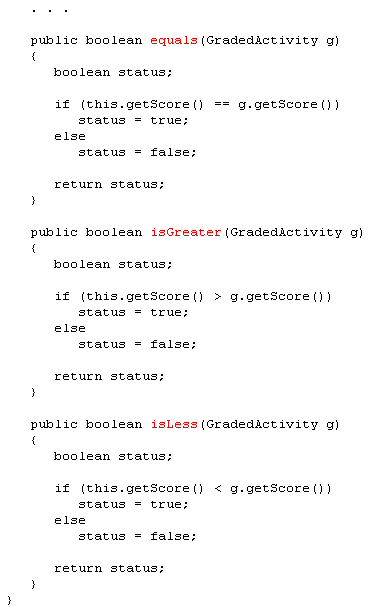 . . .
public boolean equals(GradedActivity g)
{
boolean status;
if (this.getScore() == g.getScore())
status = true;
else
status = false;
return status;
}
public boolean isGreater(GradedActivity g)
{
boolean status;
if (this.getScore() > g.getScore())
status = true;
else
status = false;
return status;
}
public boolean isLess(GradedActivity g)
{
boolean status;
if (this.getScore() < g.getScore())
status = true;
else
status = false;
return status;
}
}